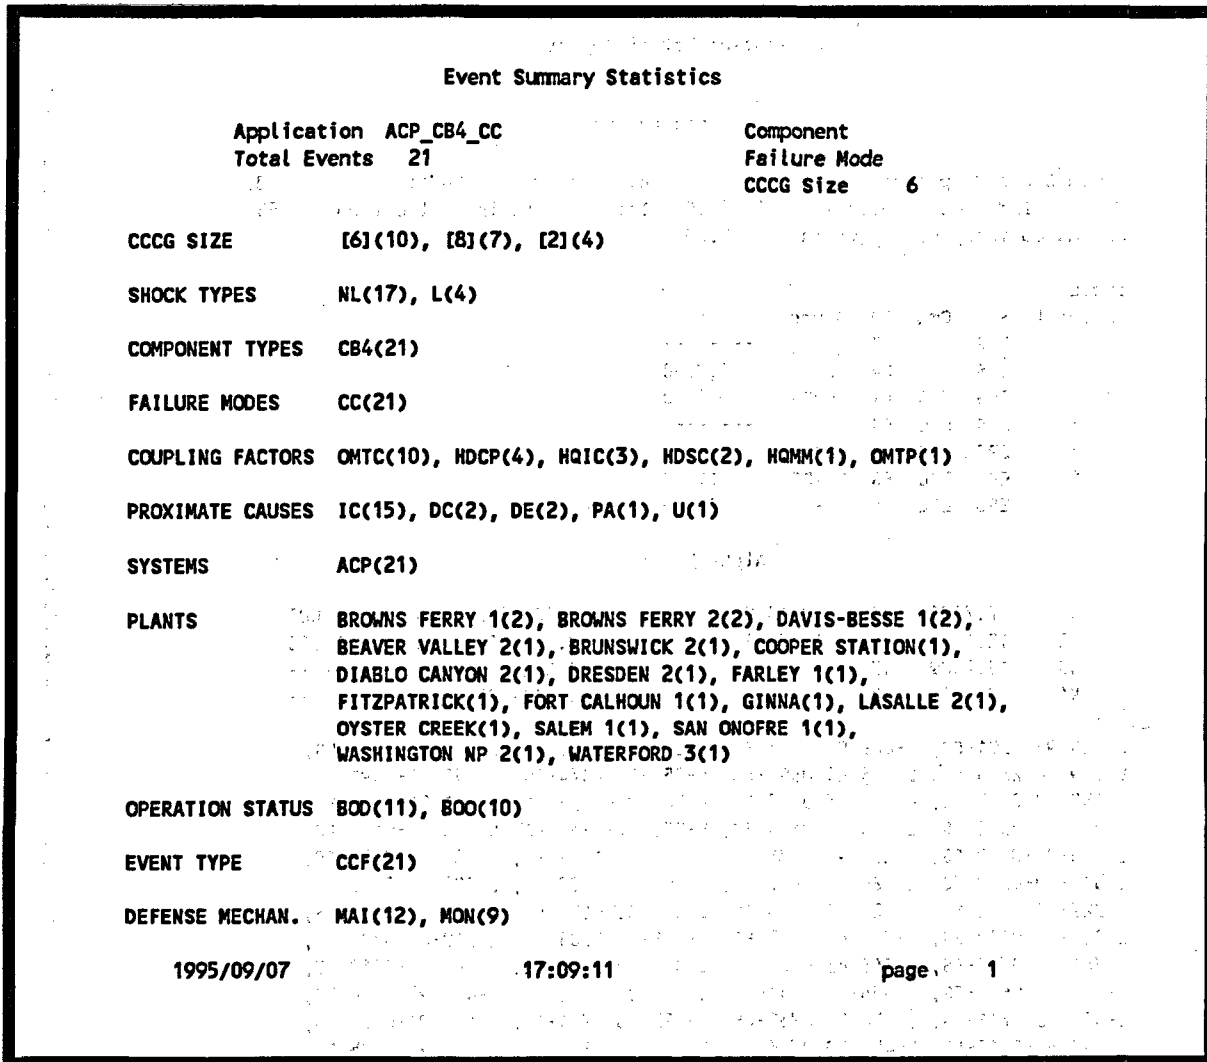 Event Summary Statistics
Application ACP_CB4_CC Component
Total Events 21 Failure Mode
CCCG Size 6
CCCG SIZE [6](10), [8](7), [2](4)
SHOCK TYPES NL(17), L(4)
COMPONENT TYPES CB4(21)
FAILURE MODES CC(21)
COUPLING FACTORS OMTC(10), HDCP(4), HQIC(3), HDSC(2), HQMM(1), OMTP(1)
PROXIMATE CAUSES IC(15), DC(2), DE(2), PA(1), U(1)
SYSTEMS ACP(21)
PLANTS BROWNS FERRY 1(2), BROWNS FERRY 2(2), DAVIS-BESSE 1(2),
BEAVER VALLEY 2(1), BRUNSWICK 2(1), COOPER STATION(1),
DIABLO CANYON 2(1), DRESDEN 2(1), FARLEY 1(1),
FITZPATRICK(1), FORT CALHOUN 1(1), GINNA(1), LASALLE 2(1),
OYSTER CREEK(1), SALEM 1(1), SAN ONOFRE 1(1),
WASHINGTON NP 2(1), WATERFORD 3(1)
OPERATION STATUS BOD(11), BOO(10)
EVENT TYPE CCF(21)
DEFENSE MECHAN. MAI(12), MON(9)
1995/09/07 17:09:11 page 1